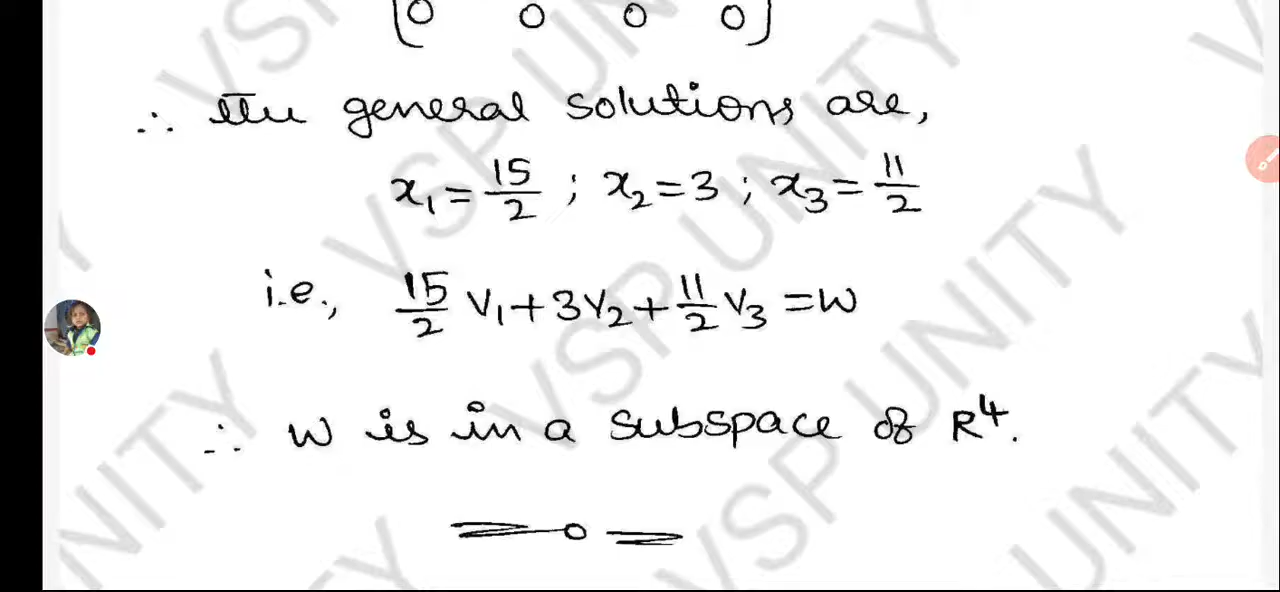 [0 0 0 0]
∴ The general solutions are,
x₁ = 15/2 ; x₂ = 3 ; x₃ = 11/2
i.e., 15/2 V₁ + 3V₂ + 11/2 V₃ = W
∴ W is in a subspace of R⁴.
VSP UNITY